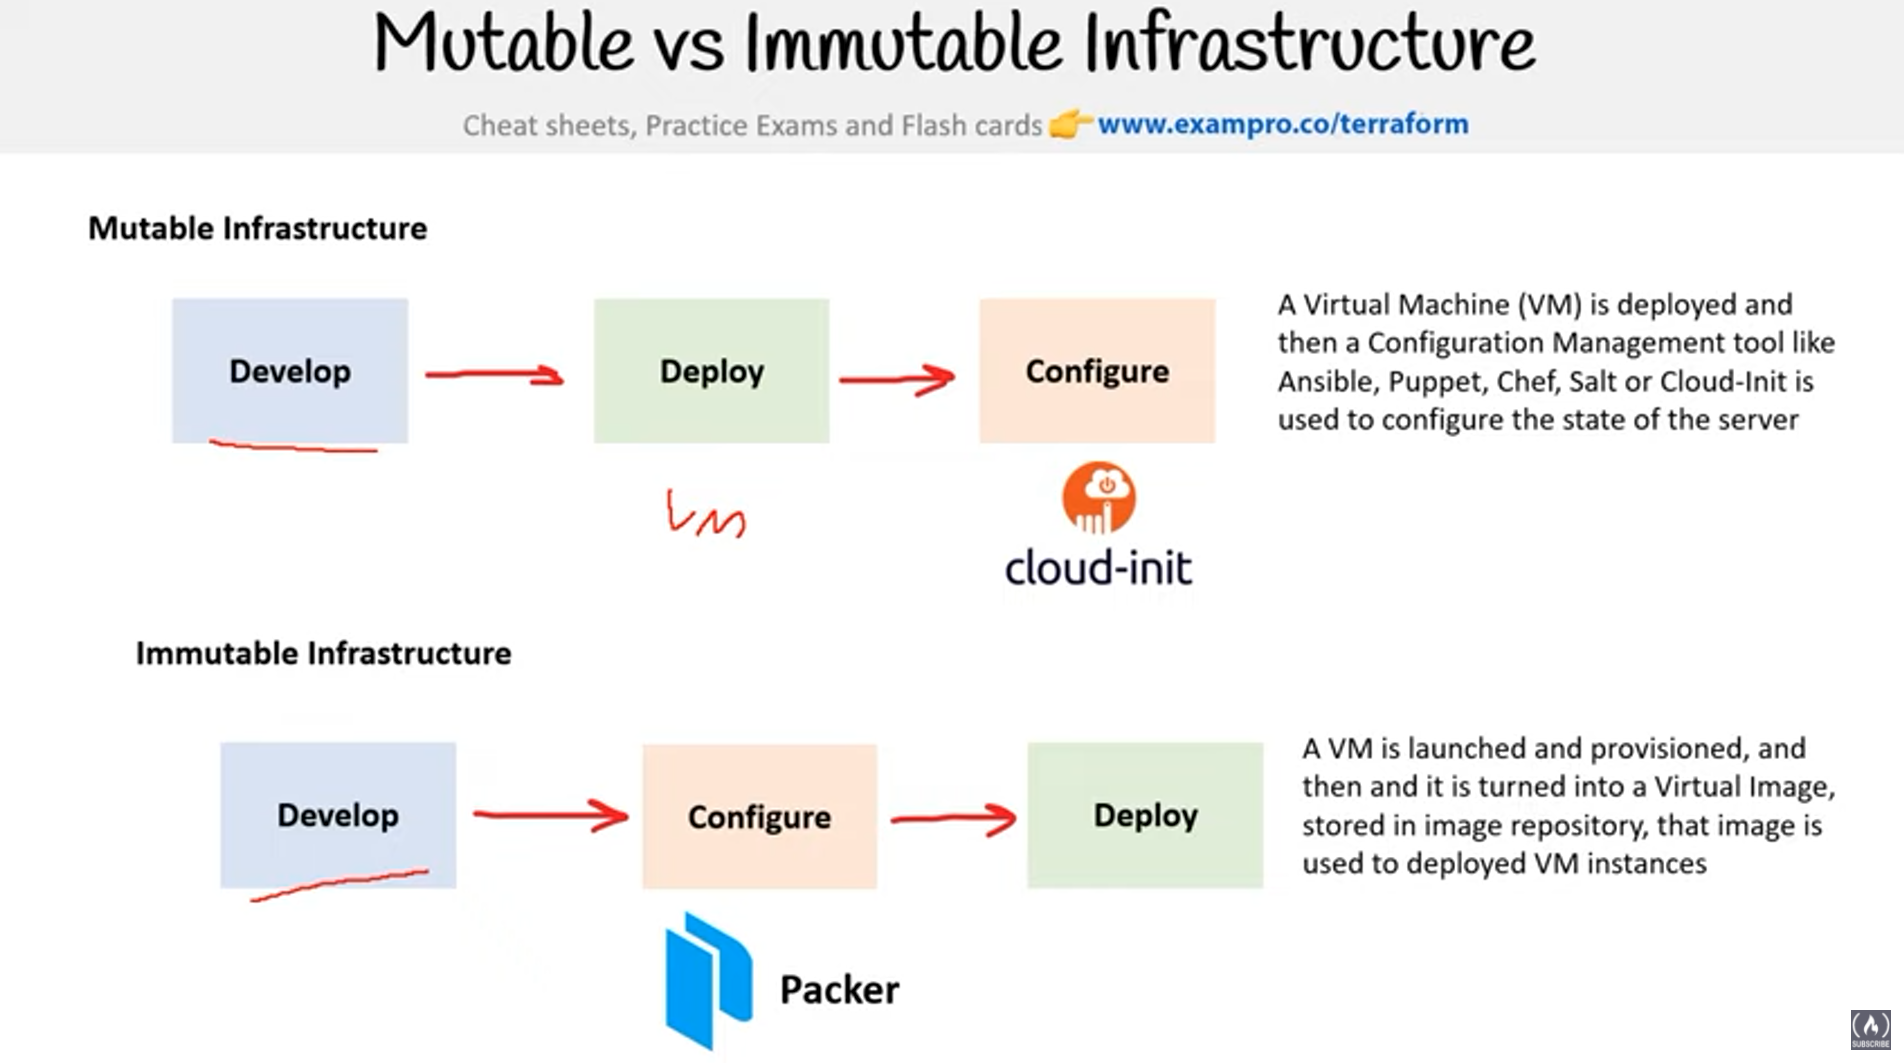 Mutable vs Immutable Infrastructure
Cheat sheets, Practice Exams and Flash cards 👉 www.exampro.co/terraform
Mutable Infrastructure
Develop
Deploy
Configure
A Virtual Machine (VM) is deployed and
then a Configuration Management tool like
Ansible, Puppet, Chef, Salt or Cloud-Init is
used to configure the state of the server
VM
cloud-init
Immutable Infrastructure
Develop
Configure
Deploy
A VM is launched and provisioned, and
then and it is turned into a Virtual Image,
stored in image repository, that image is
used to deployed VM instances
Packer
SUBSCRIBE